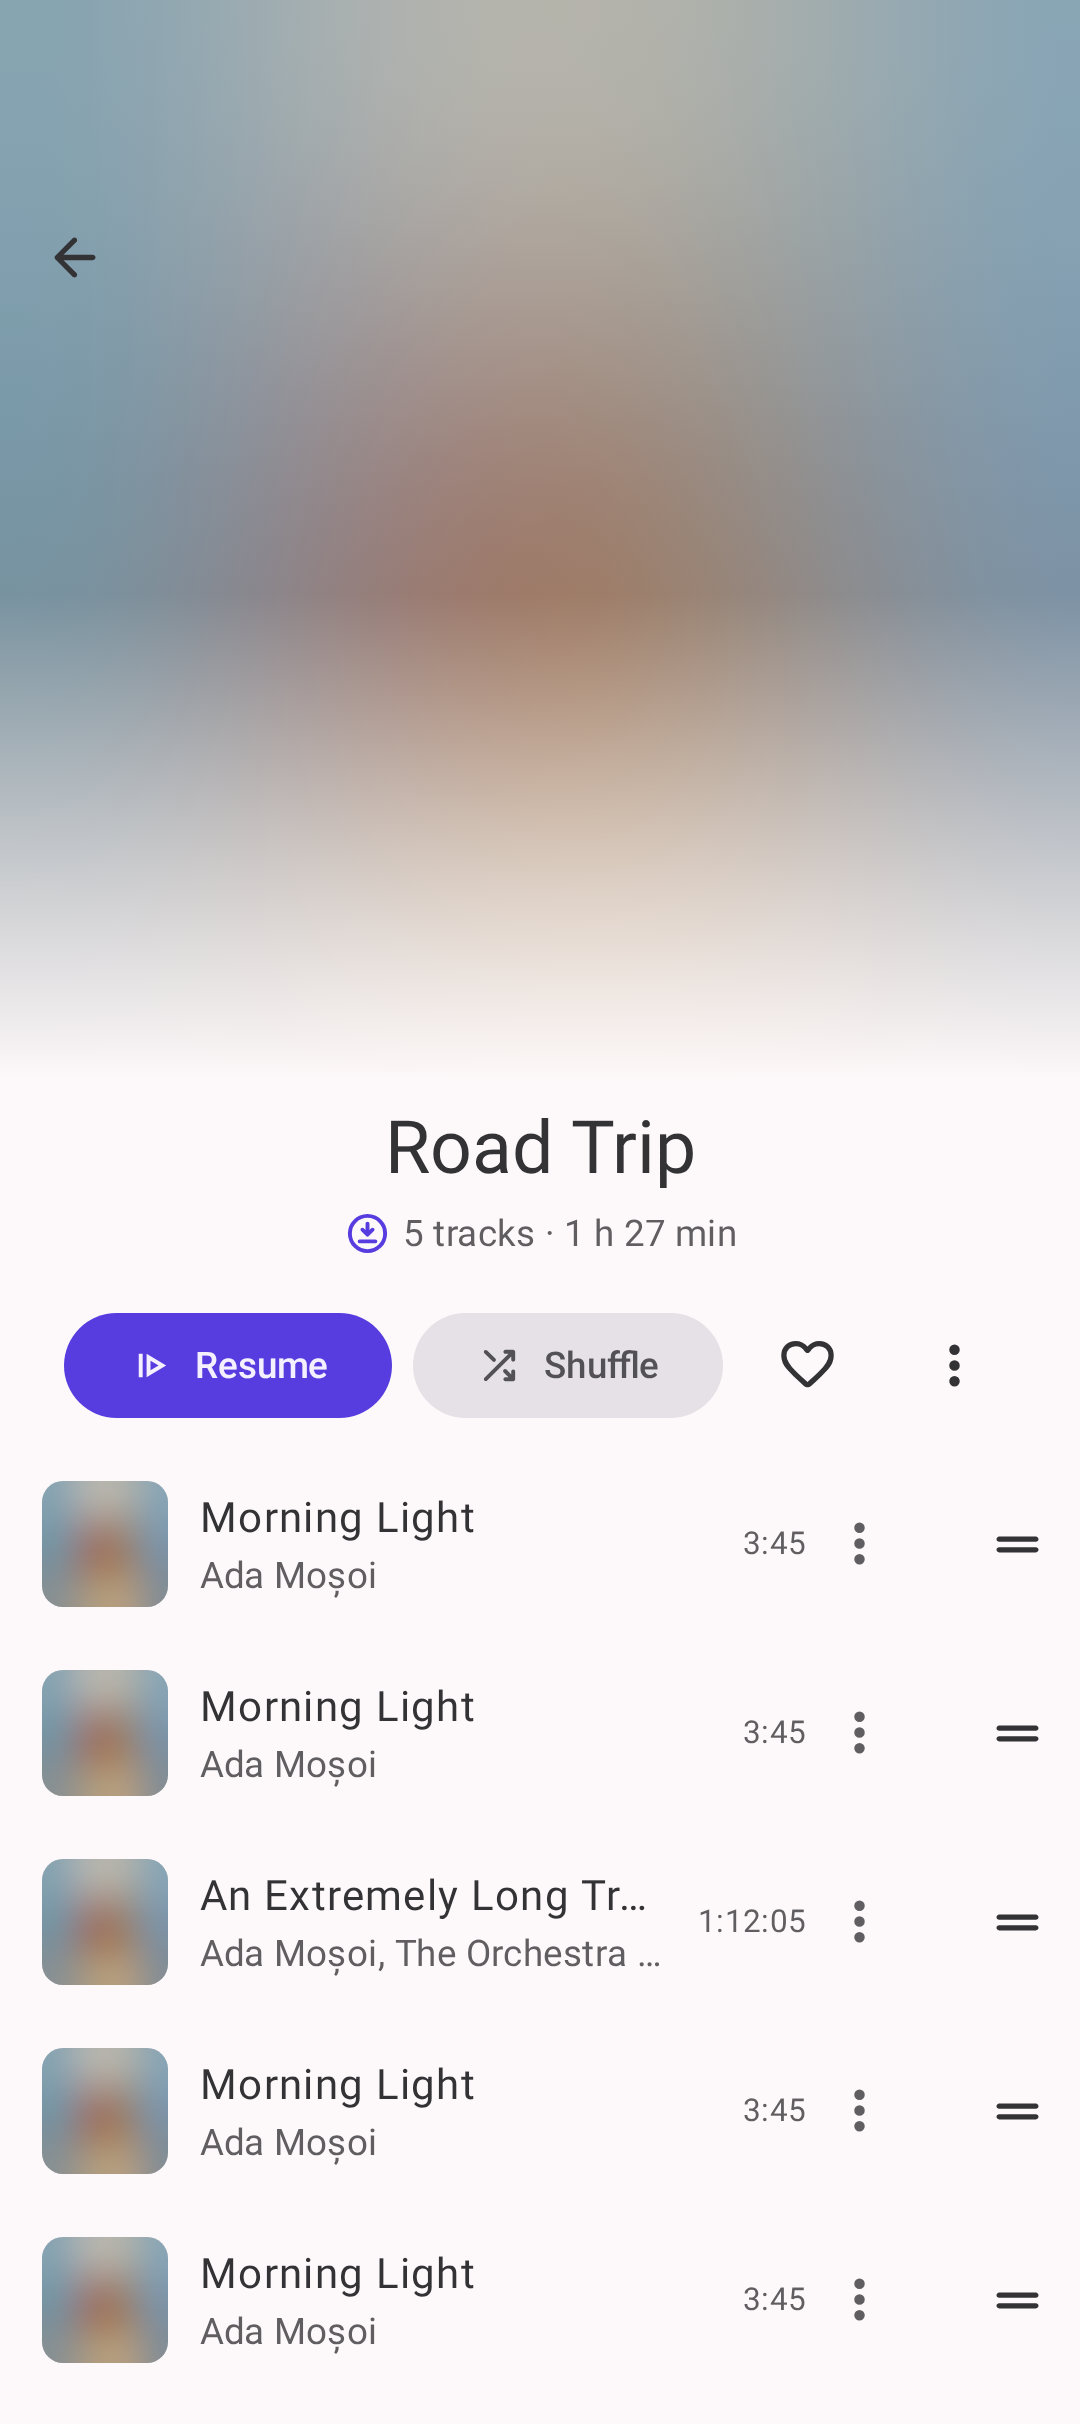 Road Trip
5 tracks · 1 h 27 min
Resume
Shuffle
Morning Light
Ada Moșoi
3:45
Morning Light
Ada Moșoi
3:45
An Extremely Long Tr…
Ada Moșoi, The Orchestra …
1:12:05
Morning Light
Ada Moșoi
3:45
Morning Light
Ada Moșoi
3:45